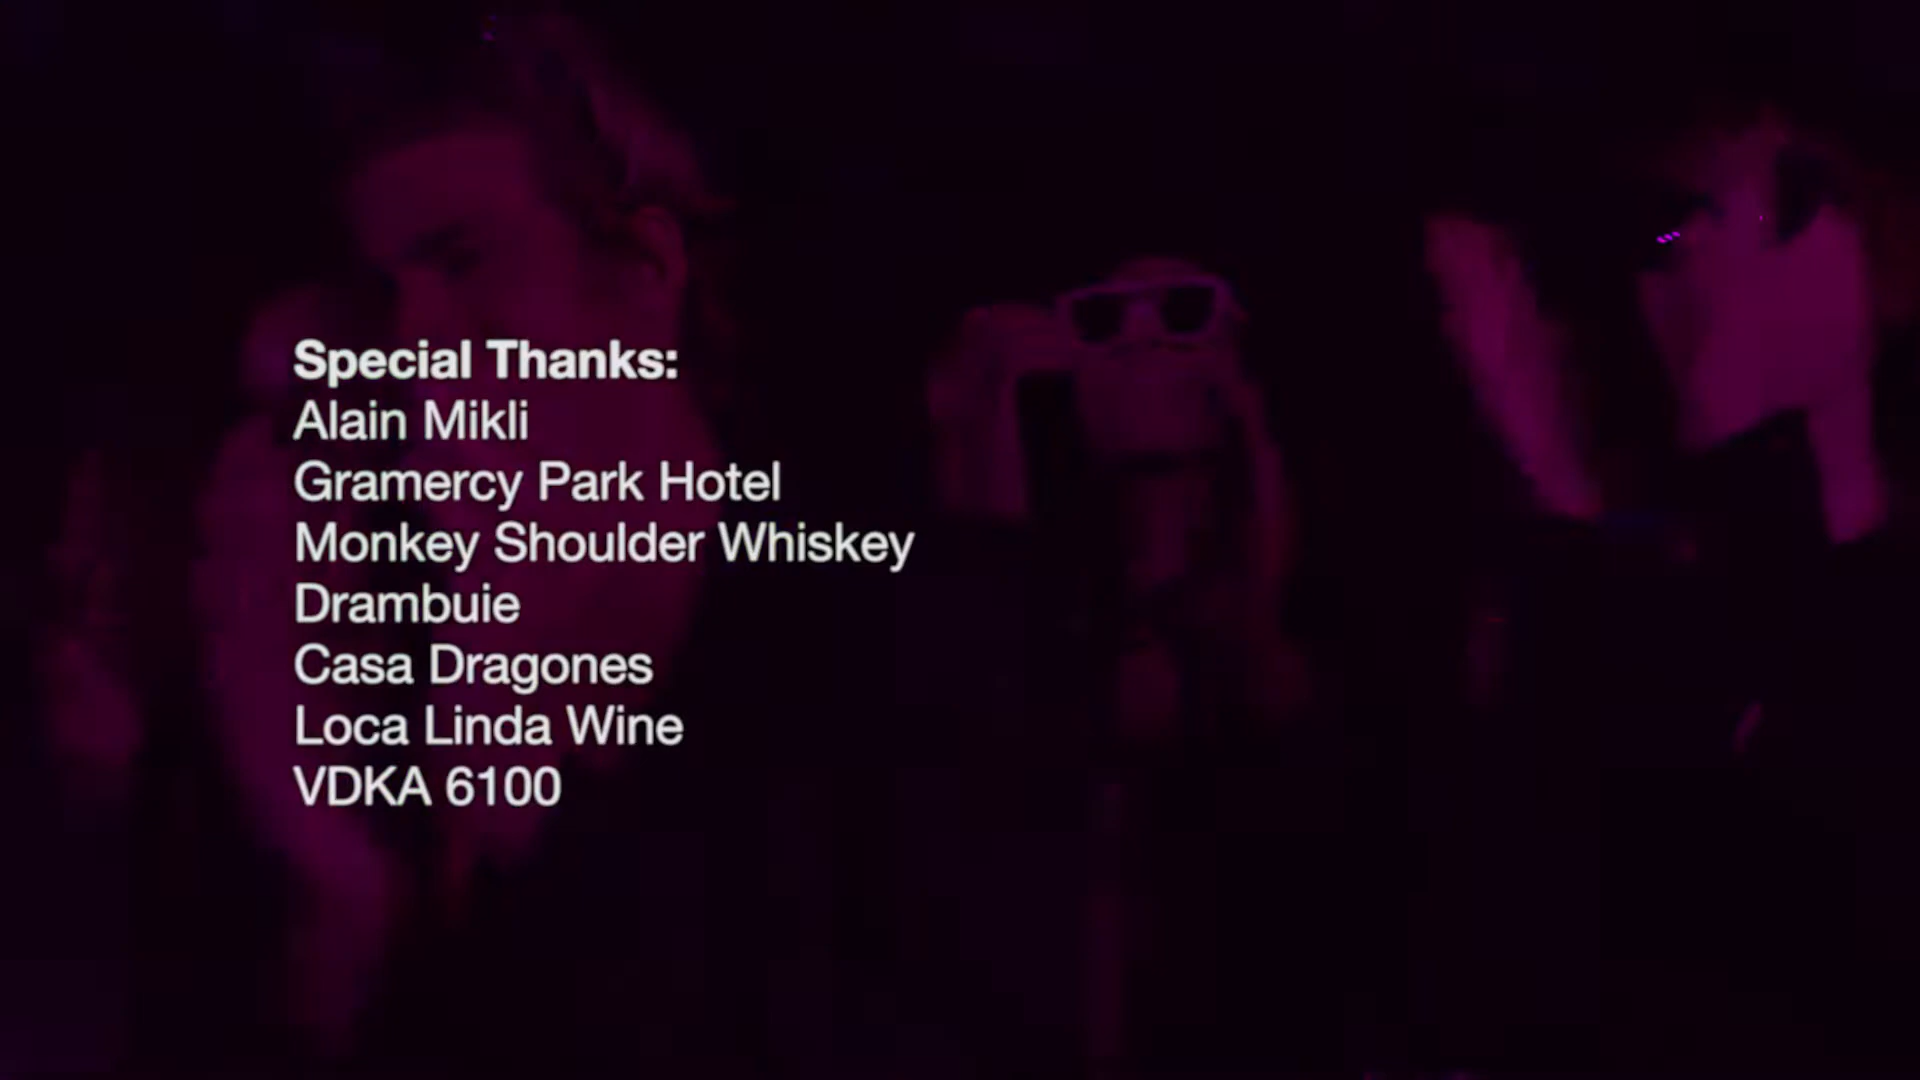 Special Thanks:
Alain Mikli
Gramercy Park Hotel
Monkey Shoulder Whiskey
Drambuie
Casa Dragones
Loca Linda Wine
VDKA 6100